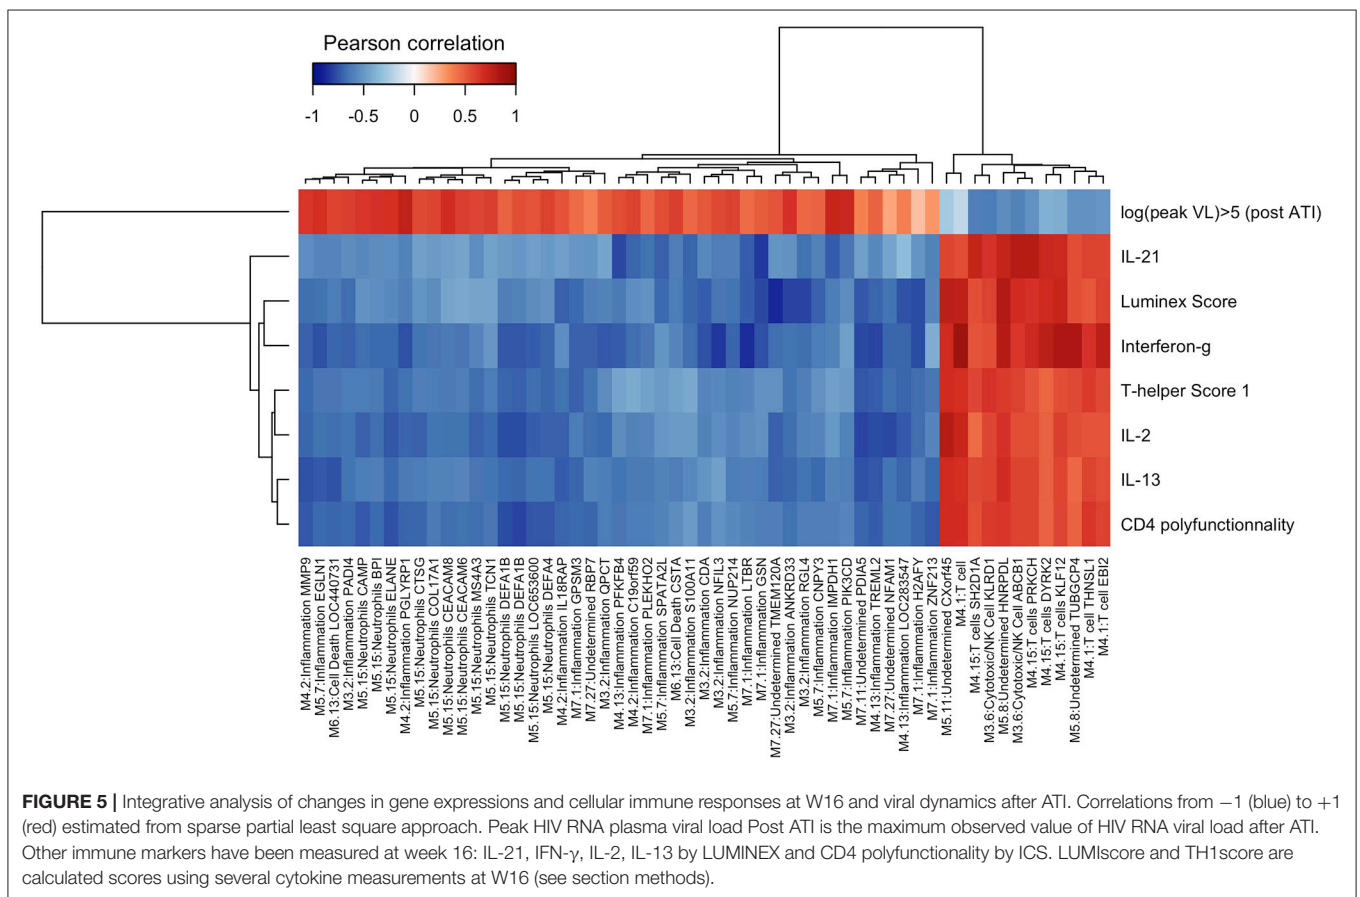 Pearson correlation
-1 -0.5 0 0.5 1
log(peak VL)>5 (post ATI)
IL-21
Luminex Score
Interferon-g
T-helper Score 1
IL-2
IL-13
CD4 polyfunctionnality
M4.2:Inflammation MMP9
M5.7:Inflammation EGLN1
M6.13:Cell Death LOC440731
M3.2:Inflammation PADI4
M5.15:Neutrophils CAMP
M5.15:Neutrophils BPI
M5.15:Neutrophils ELANE
M4.2:Inflammation PGLYRP1
M5.15:Neutrophils CTSG
M5.15:Neutrophils COL17A1
M5.15:Neutrophils CEACAM8
M5.15:Neutrophils CEACAM6
M5.15:Neutrophils MS4A3
M5.15:Neutrophils TCN1
M5.15:Neutrophils DEFA1B
M5.15:Neutrophils DEFA1B
M5.15:Neutrophils LOC653600
M5.15:Neutrophils DEFA4
M4.2:Inflammation IL18RAP
M7.1:Inflammation GPSM3
M7.27:Undetermined RBP7
M3.2:Inflammation QPCT
M4.13:Inflammation PFKFB4
M4.2:Inflammation C19orf59
M7.1:Inflammation PLEKHO2
M5.7:Inflammation SPATA2L
M6.13:Cell Death CSTA
M3.2:Inflammation S100A11
M3.2:Inflammation CDA
M3.2:Inflammation NFIL3
M5.7:Inflammation NUP214
M7.1:Inflammation LTBR
M7.1:Inflammation GSN
M7.27:Undetermined TMEM120A
M3.2:Inflammation ANKRD33
M3.2:Inflammation RGL4
M5.7:Inflammation CNPY3
M7.1:Inflammation IMPDH1
M5.7:Inflammation PIK3CD
M7.11:Undetermined PDIA5
M4.13:Inflammation TREML2
M7.27:Undetermined NFAM1
M4.13:Inflammation LOC283547
M7.1:Inflammation H2AFY
M7.1:Inflammation ZNF213
M5.11:Undetermined CXorf45
M4.1:T cell
M4.15:T cells SH2D1A
M3.6:Cytotoxic/NK Cell KLRD1
M5.8:Undetermined HNRPDL
M3.6:Cytotoxic/NK Cell ABCB1
M4.15:T cells PRKCH
M4.15:T cells DYRK2
M4.15:T cells KLF12
M5.8:Undetermined TUBGCP4
M4.1:T cell THNSL1
M4.1:T cell EBI2
FIGURE 5 | Integrative analysis of changes in gene expressions and cellular immune responses at W16 and viral dynamics after ATI. Correlations from −1 (blue) to +1
(red) estimated from sparse partial least square approach. Peak HIV RNA plasma viral load Post ATI is the maximum observed value of HIV RNA viral load after ATI.
Other immune markers have been measured at week 16: IL-21, IFN-γ, IL-2, IL-13 by LUMINEX and CD4 polyfunctionality by ICS. LUMIscore and TH1score are
calculated scores using several cytokine measurements at W16 (see section methods).